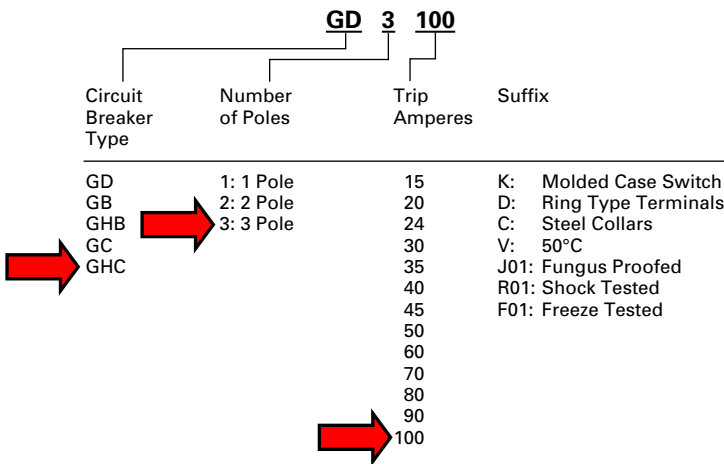 GD 3 100
Circuit Breaker Type
Number of Poles
Trip Amperes
Suffix
GD 1: 1 Pole 15 K: Molded Case Switch
GB 2: 2 Pole 20 D: Ring Type Terminals
GHB 3: 3 Pole 24 C: Steel Collars
GC 30 V: 50°C
GHC 35 J01: Fungus Proofed
40 R01: Shock Tested
45 F01: Freeze Tested
50
60
70
80
90
100